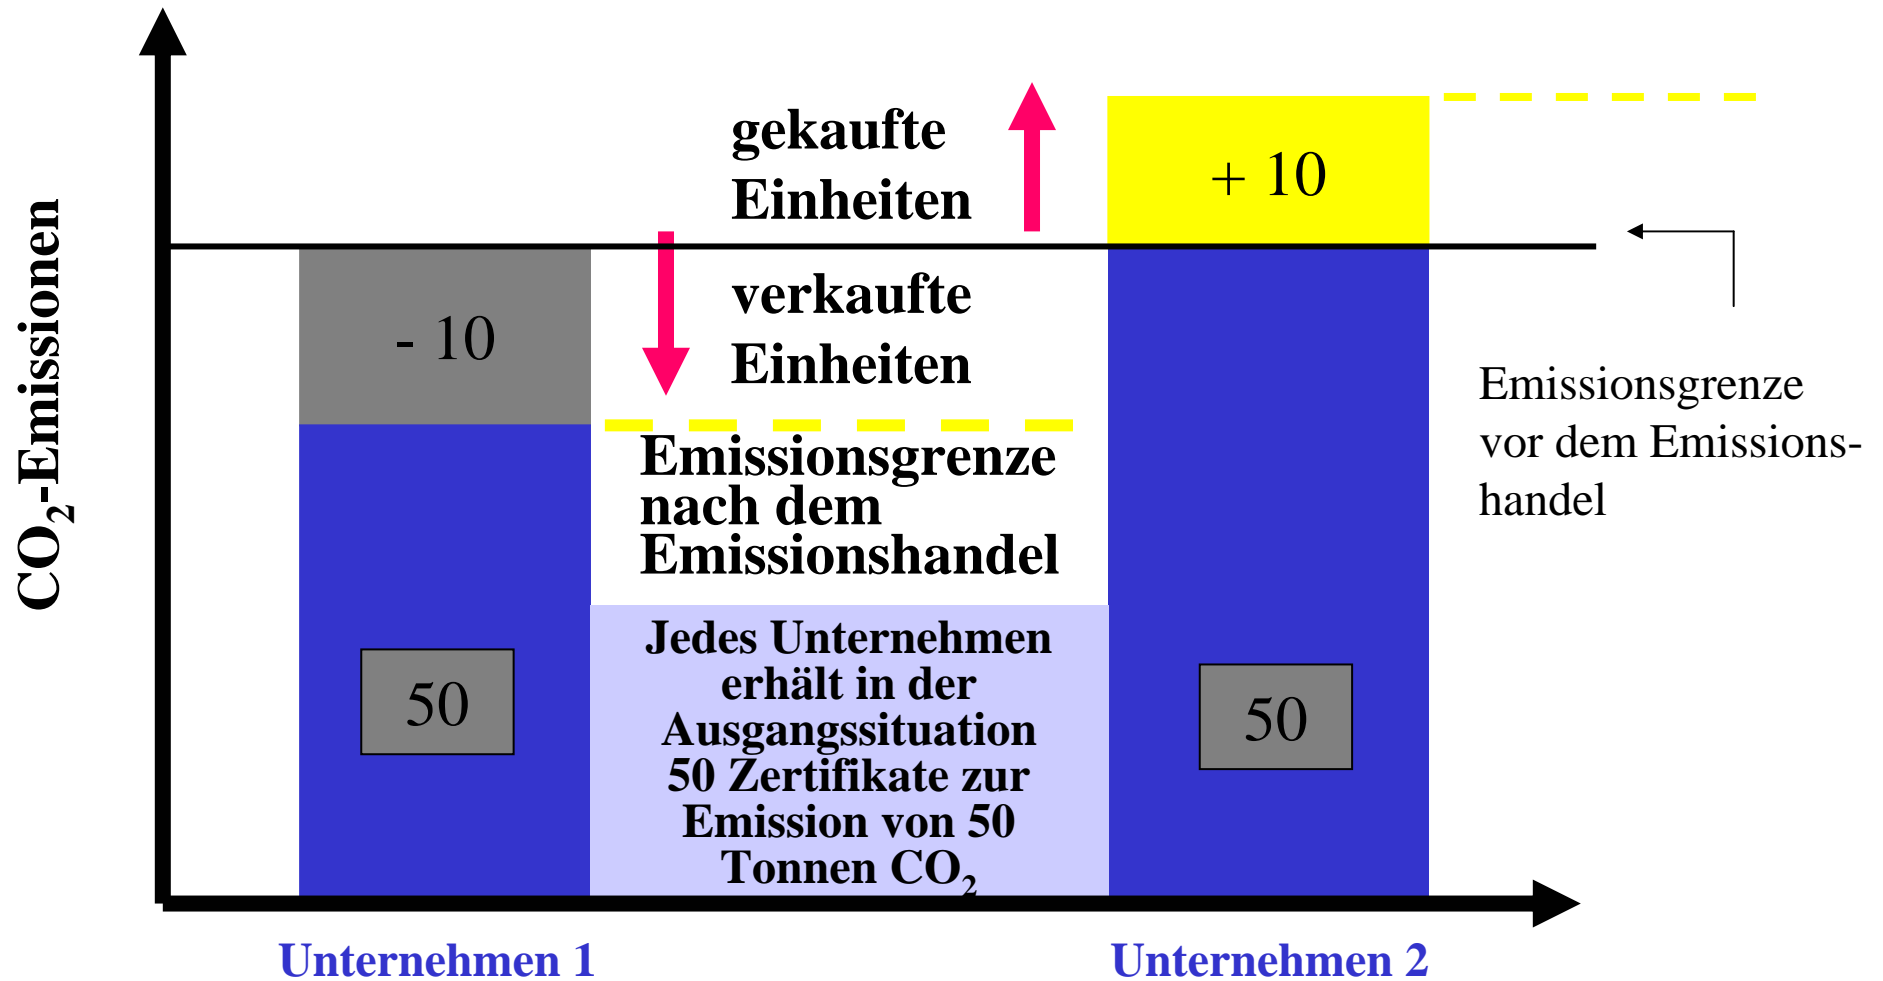 CO₂-Emissionen
gekaufte
Einheiten
+ 10
- 10
verkaufte
Einheiten
Emissionsgrenze
vor dem Emissions-
handel
Emissionsgrenze
nach dem
Emissionshandel
Jedes Unternehmen
erhält in der
Ausgangssituation
50 Zertifikate zur
Emission von 50
Tonnen CO₂
50
50
Unternehmen 1
Unternehmen 2